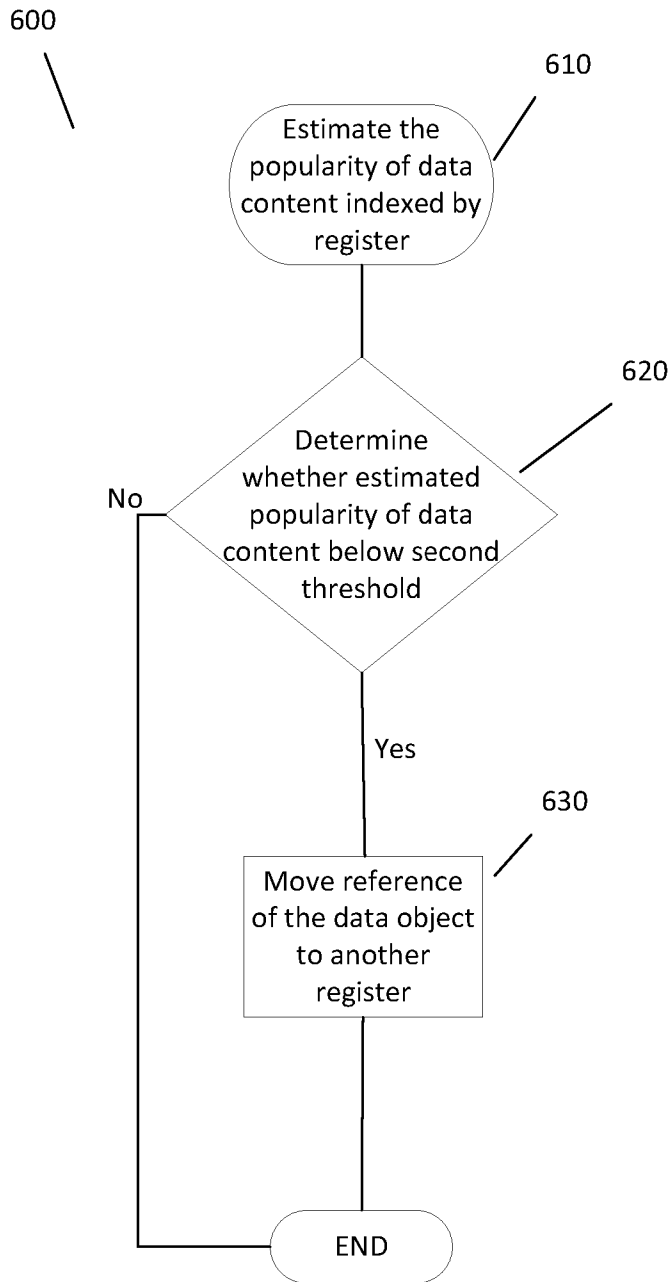 600
610
Estimate the
popularity of data
content indexed by
register
620
Determine
whether estimated
popularity of data
content below second
threshold
No
Yes
630
Move reference
of the data object
to another
register
END